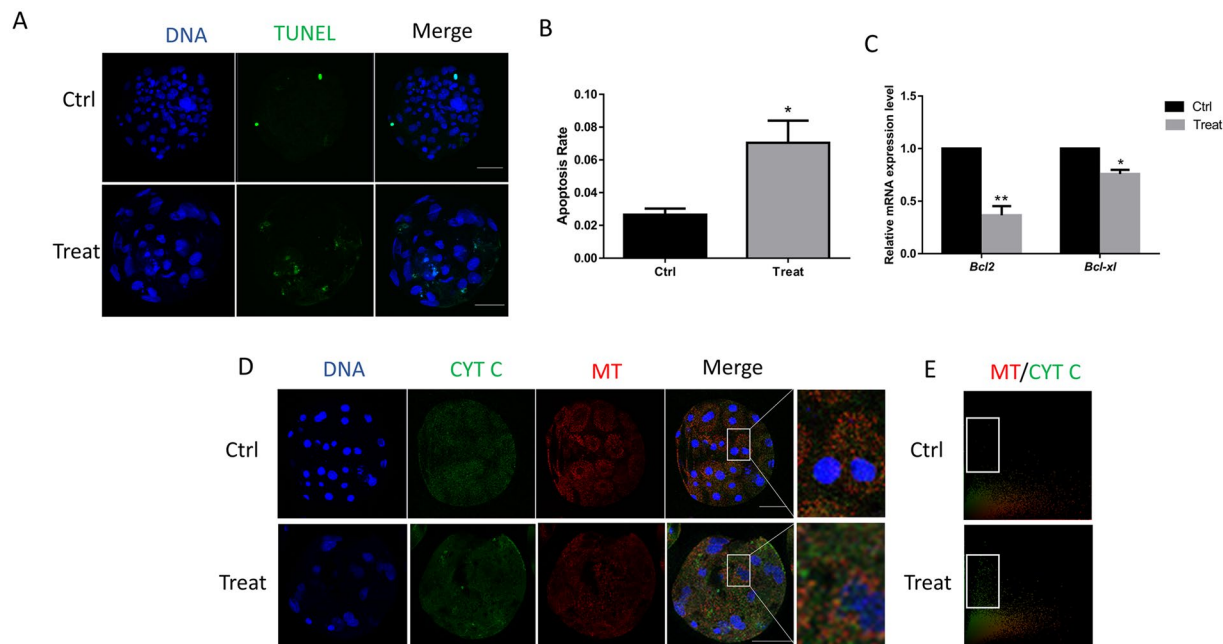 A
DNA TUNEL Merge
Ctrl
Treat
B
Apoptosis Rate
0.10
0.08
0.06
0.04
0.02
0.00
*
Ctrl Treat
C
Relative mRNA expression level
1.5
1.0
0.5
0.0
**
*
Bcl2 Bcl-xl
Ctrl
Treat
D
DNA CYT C MT Merge
Ctrl
Treat
E
MT/CYT C
Ctrl
Treat